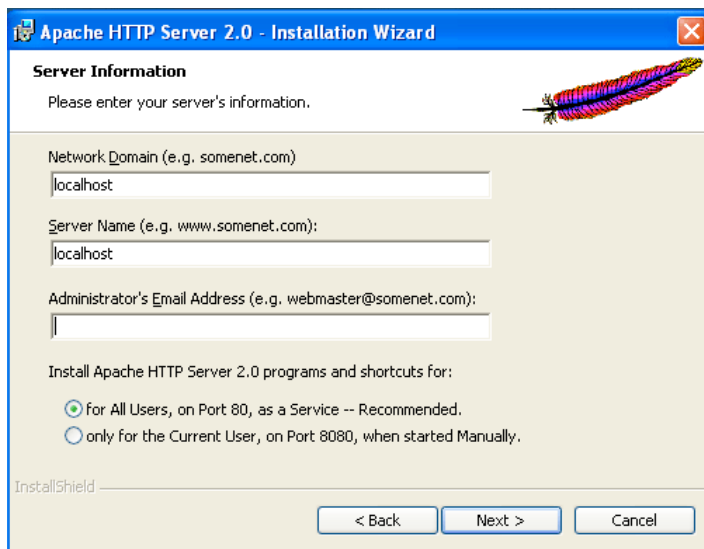 Apache HTTP Server 2.0 - Installation Wizard
Server Information
Please enter your server's information.
Network Domain (e.g. somenet.com)
localhost
Server Name (e.g. www.somenet.com):
localhost
Administrator's Email Address (e.g. webmaster@somenet.com):
Install Apache HTTP Server 2.0 programs and shortcuts for:
for All Users, on Port 80, as a Service -- Recommended.
only for the Current User, on Port 8080, when started Manually.
InstallShield
< Back Next > Cancel